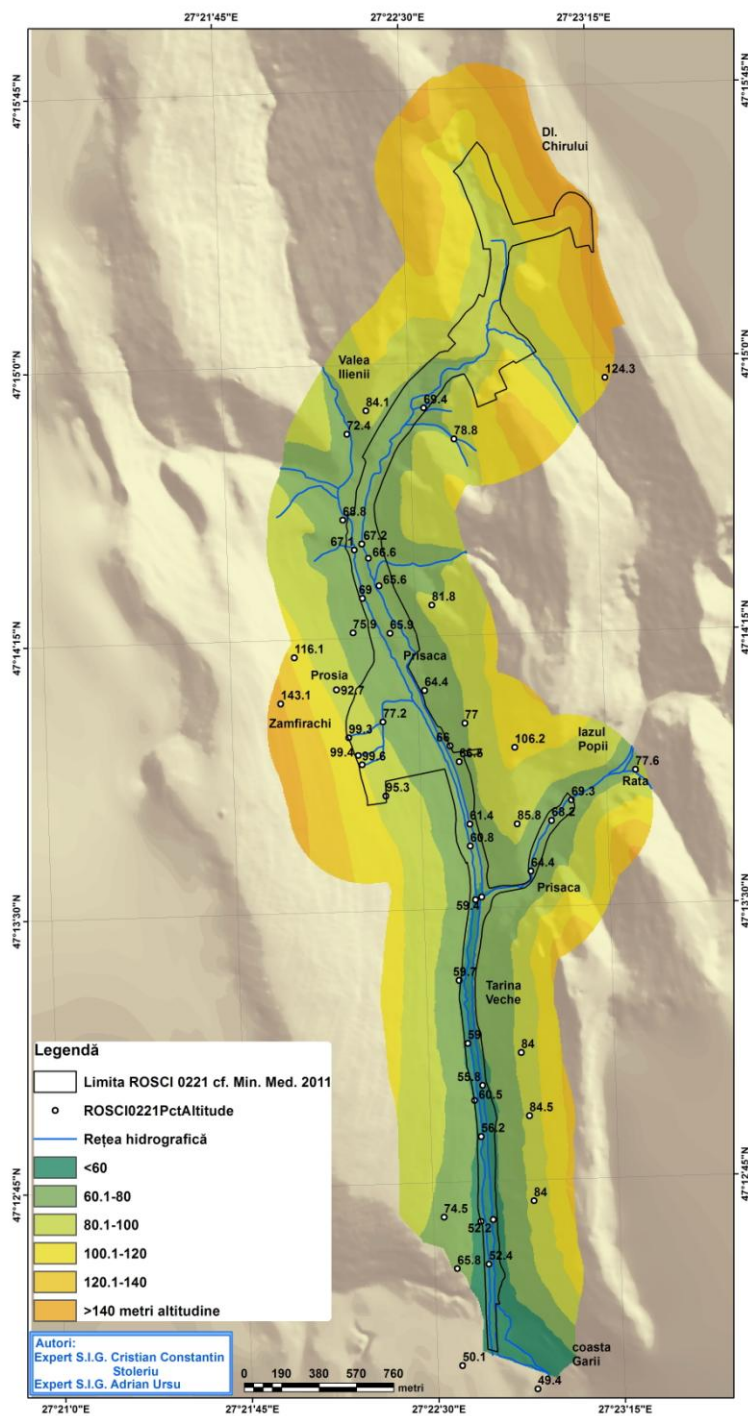 27°21'45"E
27°22'30"E
27°23'15"E
47°15'45"N
47°15'45"N
Dl.
Chirului
47°15'0"N
47°15'0"N
Valea
Ilienii
124.3
84.1
69.4
72.4
78.8
68.8
67.2
67.1
66.6
65.6
69
81.8
75.9
65.9
47°14'15"N
47°14'15"N
116.1
Prisaca
Prosia
92.7
64.4
143.1
Zamfirachi
77.2
77
99.3
66
106.2
Iazul
Popii
99.4
99.6
77.6
Rata
95.3
69.3
61.4
85.8
68.2
60.8
64.4
Prisaca
59.4
47°13'30"N
47°13'30"N
59.7
Tarina
Veche
59
84
55.8
60.5
84.5
56.2
47°12'45"N
47°12'45"N
84
74.5
52.2
65.8
52.4
coasta
Garii
50.1
49.4
Legendă
Limita ROSCI 0221 cf. Min. Med. 2011
ROSCI0221PctAltitude
Rețea hidrografică
<60
60.1-80
80.1-100
100.1-120
120.1-140
>140 metri altitudine
Autori:
Expert S.I.G. Cristian Constantin
Stoleriu
Expert S.I.G. Adrian Ursu
0 190 380 570 760
metri
27°21'0"E
27°21'45"E
27°22'30"E
27°23'15"E